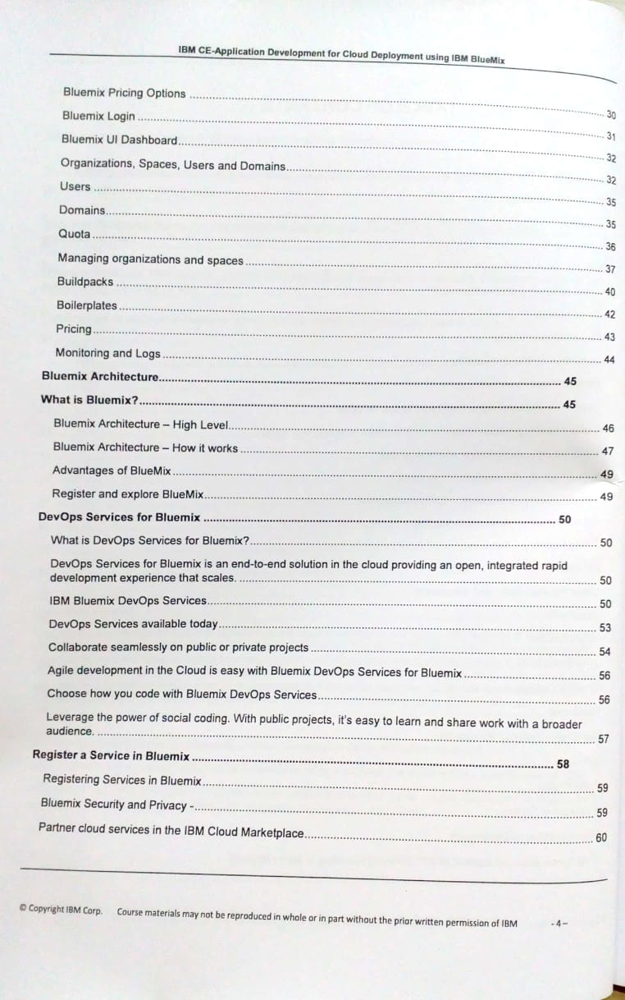 IBM CE-Application Development for Cloud Deployment using IBM BlueMix
Bluemix Pricing Options ........ 30
Bluemix Login ........ 31
Bluemix UI Dashboard ........ 32
Organizations, Spaces, Users and Domains ........ 32
Users ........ 35
Domains ........ 35
Quota ........ 36
Managing organizations and spaces ........ 37
Buildpacks ........ 40
Boilerplates ........ 42
Pricing ........ 43
Monitoring and Logs ........ 44
Bluemix Architecture ........ 45
What is Bluemix? ........ 45
Bluemix Architecture – High Level ........ 46
Bluemix Architecture – How it works ........ 47
Advantages of BlueMix ........ 49
Register and explore BlueMix ........ 49
DevOps Services for Bluemix ........ 50
What is DevOps Services for Bluemix? ........ 50
DevOps Services for Bluemix is an end-to-end solution in the cloud providing an open, integrated rapid
development experience that scales. ........ 50
IBM Bluemix DevOps Services ........ 50
DevOps Services available today ........ 53
Collaborate seamlessly on public or private projects ........ 54
Agile development in the Cloud is easy with Bluemix DevOps Services for Bluemix ........ 56
Choose how you code with Bluemix DevOps Services ........ 56
Leverage the power of social coding. With public projects, it's easy to learn and share work with a broader
audience. ........ 57
Register a Service in Bluemix ........ 58
Registering Services in Bluemix ........ 59
Bluemix Security and Privacy - ........ 59
Partner cloud services in the IBM Cloud Marketplace ........ 60
© Copyright IBM Corp. Course materials may not be reproduced in whole or in part without the prior written permission of IBM - 4 –